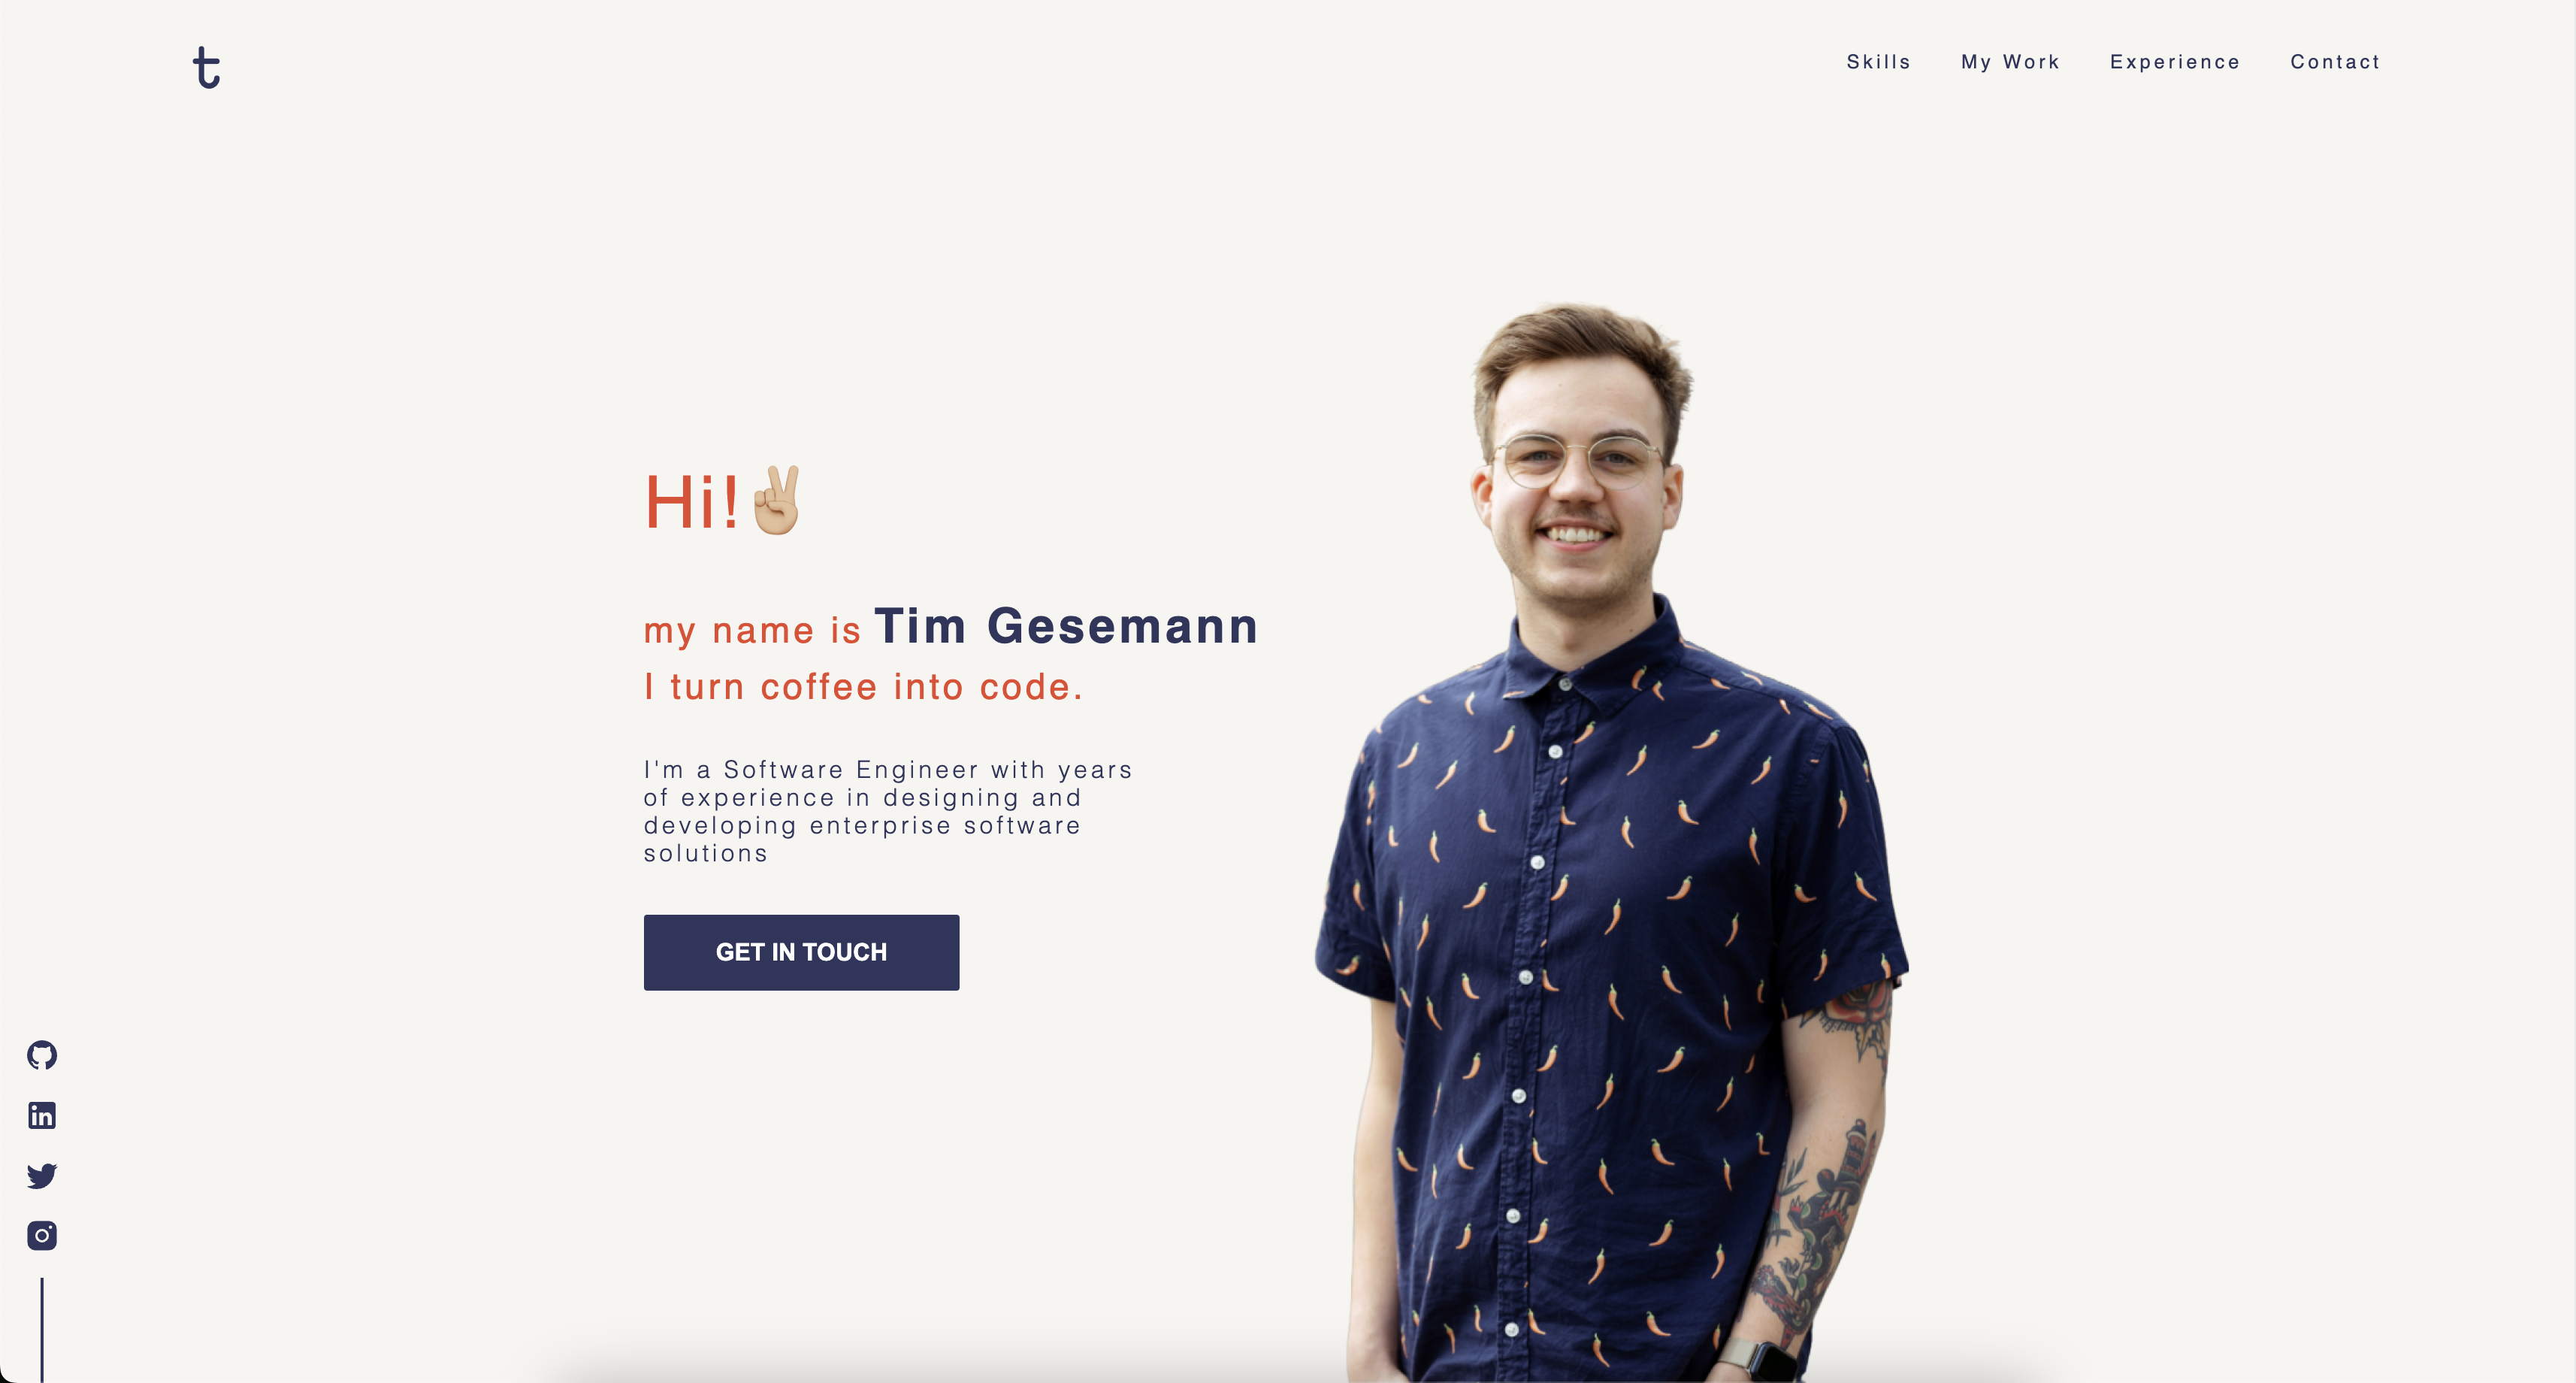 t
Skills My Work Experience Contact
Hi!✌🏼
my name is Tim Gesemann
I turn coffee into code.
I'm a Software Engineer with years
of experience in designing and
developing enterprise software
solutions
GET IN TOUCH
in